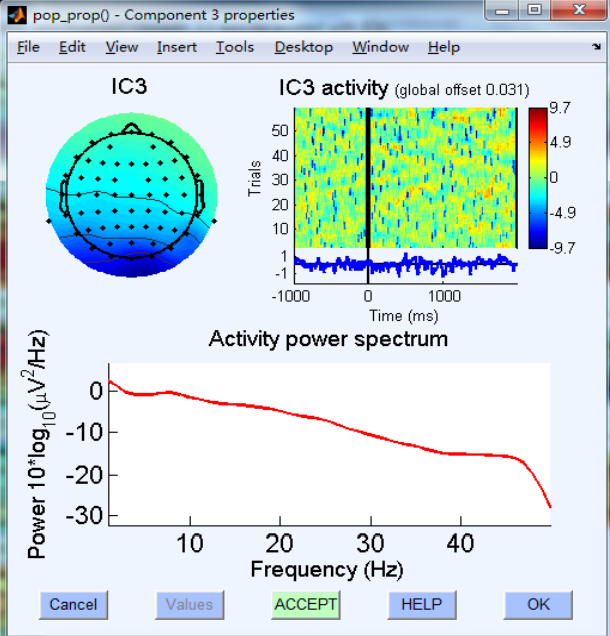 pop_prop() - Component 3 properties
File Edit View Insert Tools Desktop Window Help
IC3
IC3 activity (global offset 0.031)
Trials
50
40
30
20
10
1
-1
-1000 0 1000
Time (ms)
9.7
4.9
0
-4.9
-9.7
Activity power spectrum
Power 10*log10(μV2/Hz)
0
-10
-20
-30
10 20 30 40
Frequency (Hz)
Cancel Values ACCEPT HELP OK